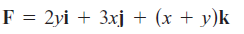 F = 2yi + 3xj + (x + y)k